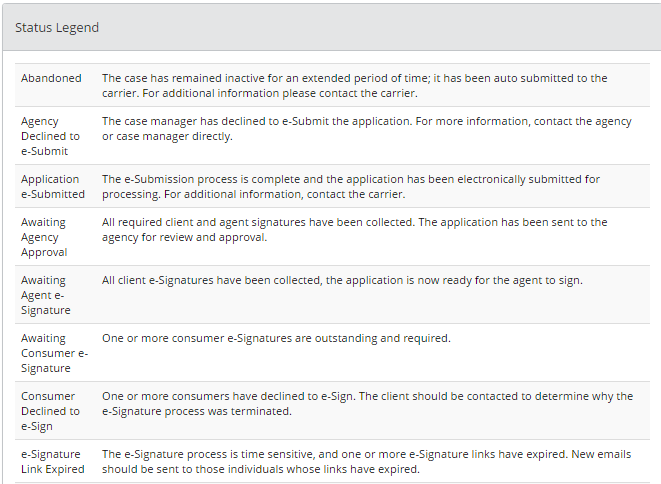 Status Legend
Abandoned
The case has remained inactive for an extended period of time; it has been auto submitted to the
carrier. For additional information please contact the carrier.
Agency
Declined to
e-Submit
The case manager has declined to e-Submit the application. For more information, contact the agency
or case manager directly.
Application
e-Submitted
The e-Submission process is complete and the application has been electronically submitted for
processing. For additional information, contact the carrier.
Awaiting
Agency
Approval
All required client and agent signatures have been collected. The application has been sent to the
agency for review and approval.
Awaiting
Agent e-
Signature
All client e-Signatures have been collected, the application is now ready for the agent to sign.
Awaiting
Consumer e-
Signature
One or more consumer e-Signatures are outstanding and required.
Consumer
Declined to
e-Sign
One or more consumers have declined to e-Sign. The client should be contacted to determine why the
e-Signature process was terminated.
e-Signature
Link Expired
The e-Signature process is time sensitive, and one or more e-Signature links have expired. New emails
should be sent to those individuals whose links have expired.